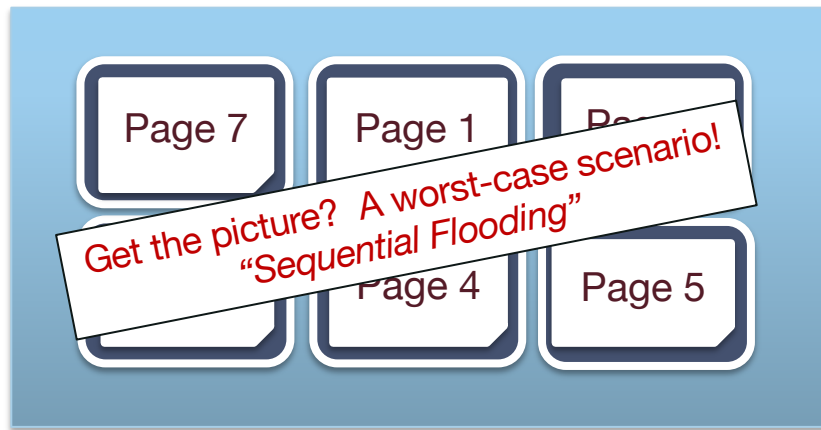 Page 7
Page 1
Get the picture? A worst-case scenario!
“Sequential Flooding”
Page 4
Page 5